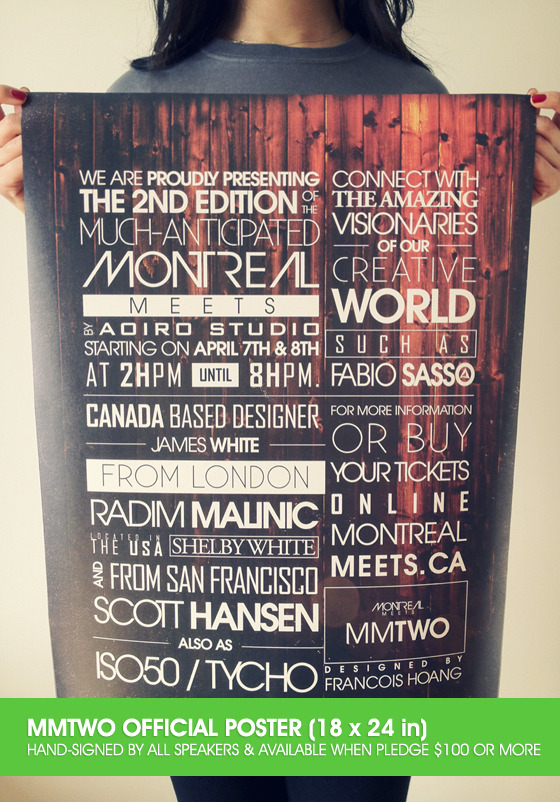 WE ARE PROUDLY PRESENTING
THE 2ND EDITION OF THE
MUCH-ANTICIPATED
MONTREAL
MEETS
BY AOIRO STUDIO
STARTING ON APRIL 7TH & 8TH
AT 2HPM UNTIL 8HPM.
CANADA BASED DESIGNER
JAMES WHITE
FROM LONDON
RADIM MALINIC
LOCATED IN
THE USA SHELBY WHITE
AND FROM SAN FRANCISCO
SCOTT HANSEN
ALSO AS
ISO50 / TYCHO
CONNECT WITH
THE AMAZING
VISIONARIES
OF OUR
CREATIVE
WORLD
SUCH AS
FABIO SASSO
FOR MORE INFORMATION
OR BUY
YOUR TICKETS
ONLINE
MONTREAL
MEETS.CA
MONTREAL
MEETS
MMTWO
DESIGNED BY
FRANCOIS HOANG
MMTWO OFFICIAL POSTER (18 x 24 in)
HAND-SIGNED BY ALL SPEAKERS & AVAILABLE WHEN PLEDGE $100 OR MORE